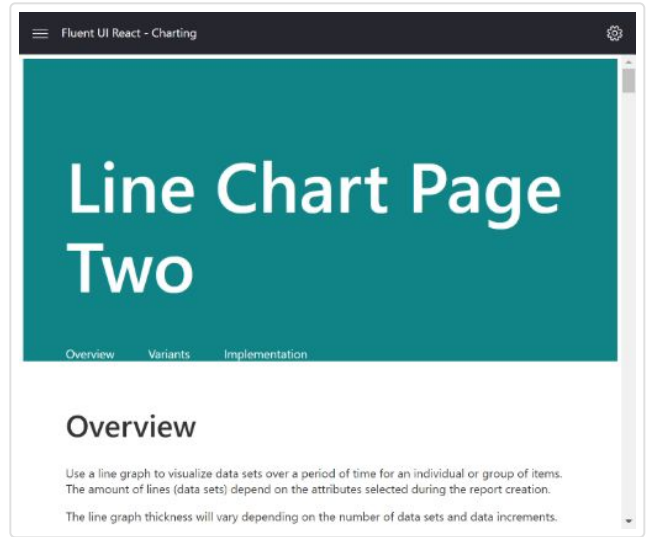 Fluent UI React - Charting
Line Chart Page
Two
Overview Variants Implementation
Overview
Use a line graph to visualize data sets over a period of time for an individual or group of items.
The amount of lines (data sets) depend on the attributes selected during the report creation.
The line graph thickness will vary depending on the number of data sets and data increments.